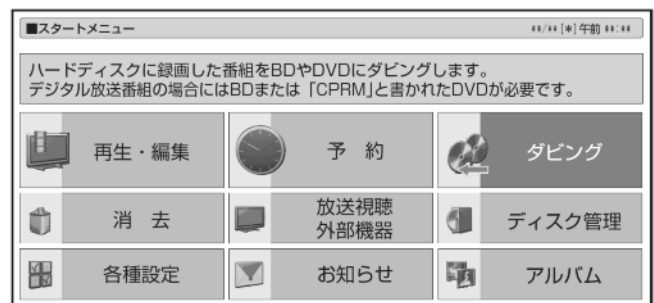 ■スタートメニュー
**/**[*]午前 **:**
ハードディスクに録画した番組をBDやDVDにダビングします。
デジタル放送番組の場合にはBDまたは「CPRM」と書かれたDVDが必要です。
再生・編集
予 約
ダビング
消 去
放送視聴
外部機器
ディスク管理
各種設定
お知らせ
アルバム